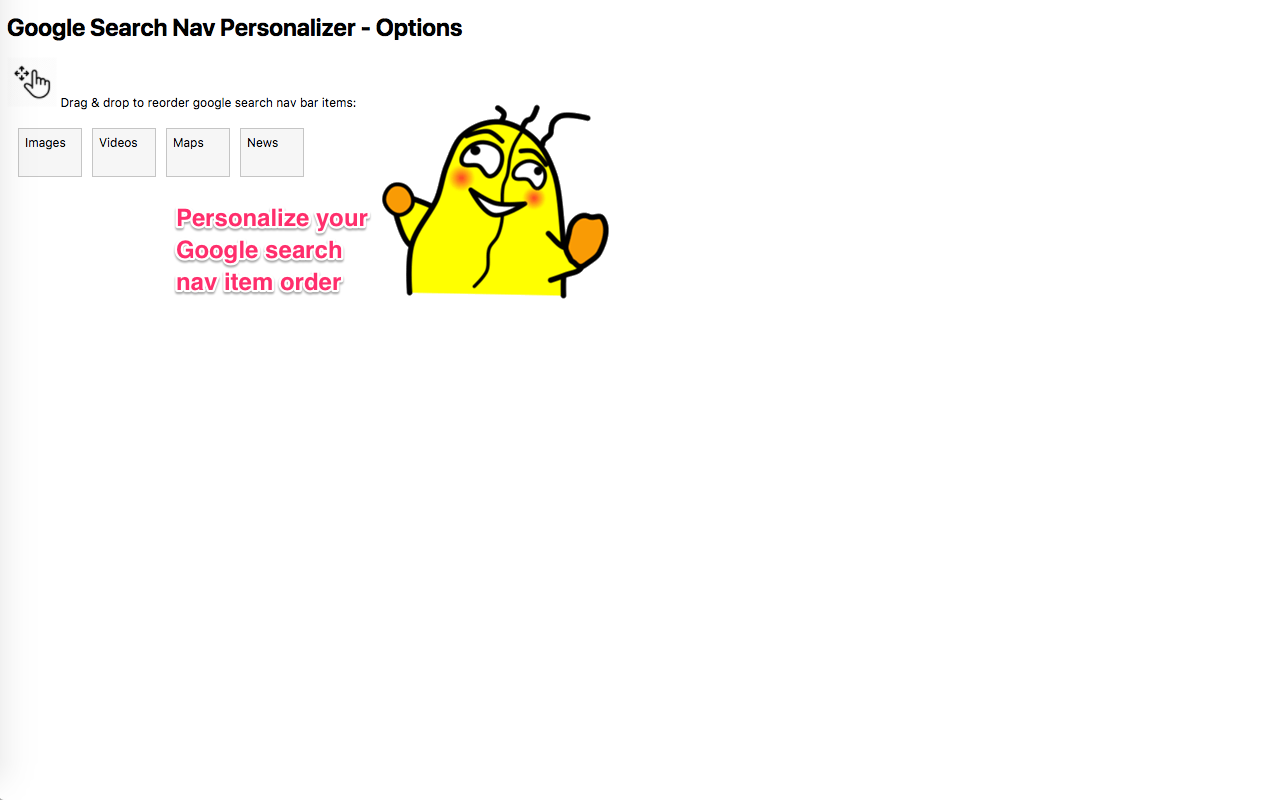 Google Search Nav Personalizer - Options
Drag & drop to reorder google search nav bar items:
Images
Videos
Maps
News
Personalize your
Google search
nav item order